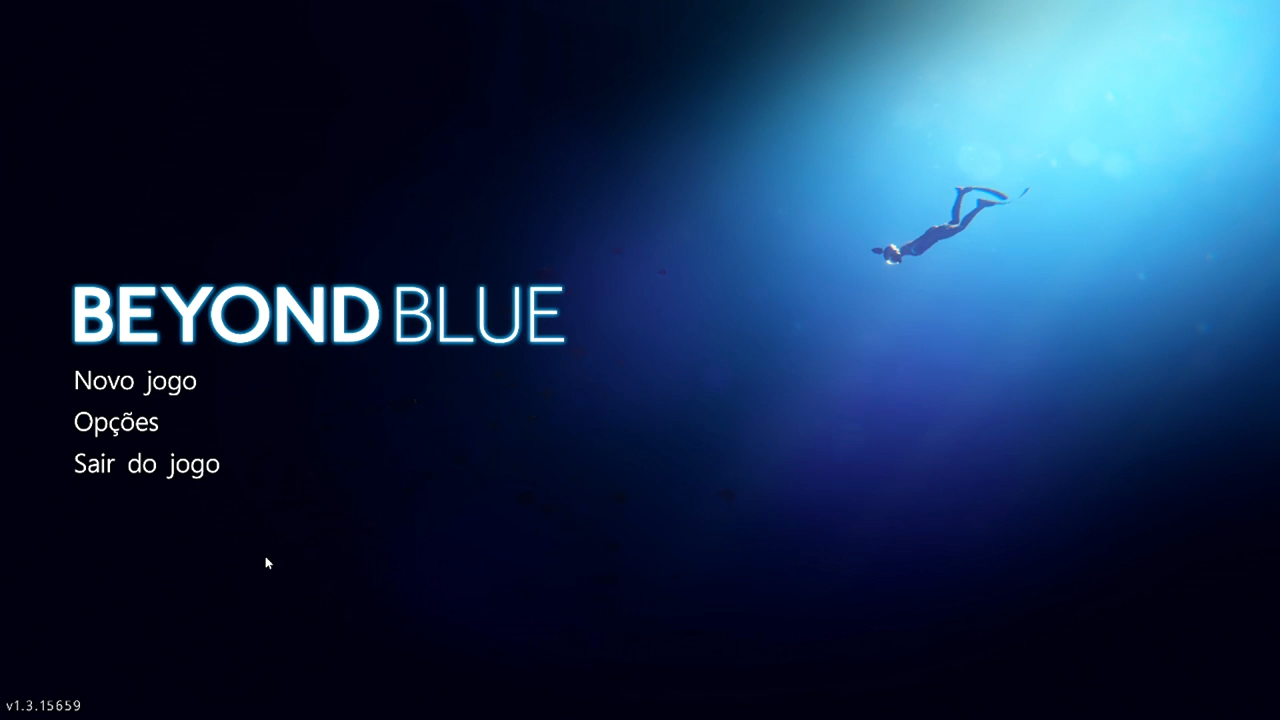 BEYOND BLUE
Novo jogo
Opções
Sair do jogo
v1.3.15659